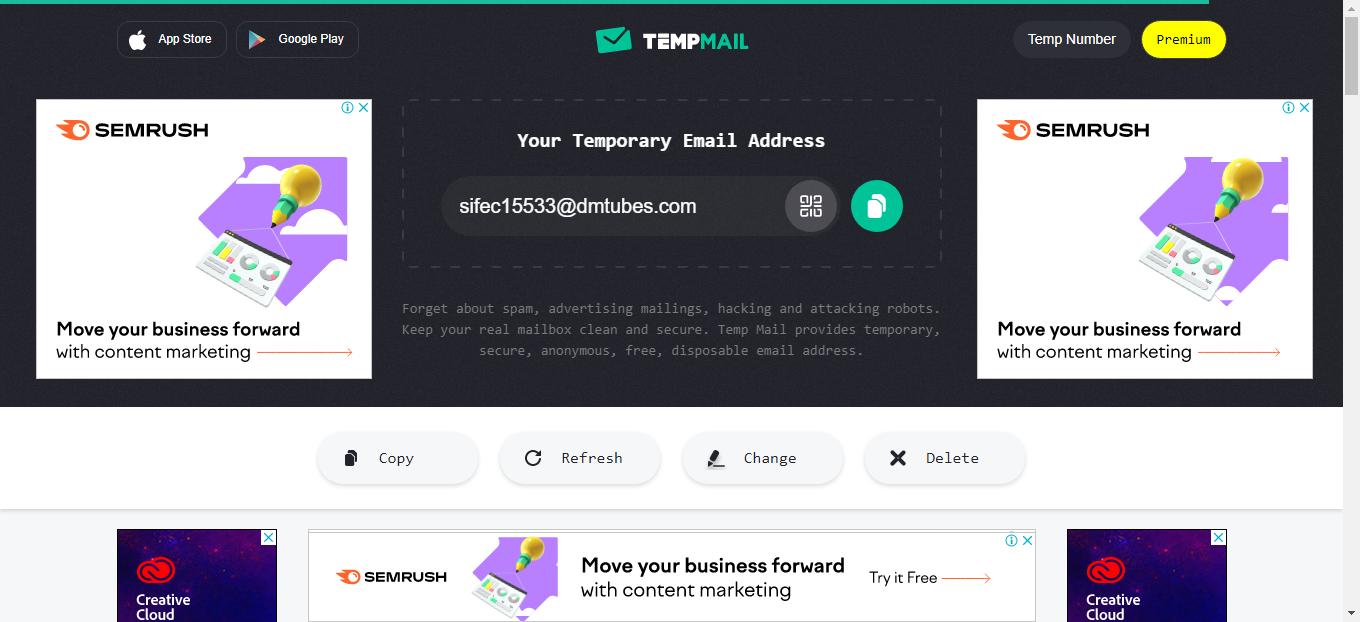 App Store
Google Play
TEMPMAIL
Temp Number
Premium
SEMRUSH
Move your business forward
with content marketing
Your Temporary Email Address
sifec15533@dmtubes.com
Forget about spam, advertising mailings, hacking and attacking robots.
Keep your real mailbox clean and secure. Temp Mail provides temporary,
secure, anonymous, free, disposable email address.
SEMRUSH
Move your business forward
with content marketing
Copy
Refresh
Change
Delete
Creative
Cloud
SEMRUSH
Move your business forward
with content marketing
Try it Free
Creative
Cloud